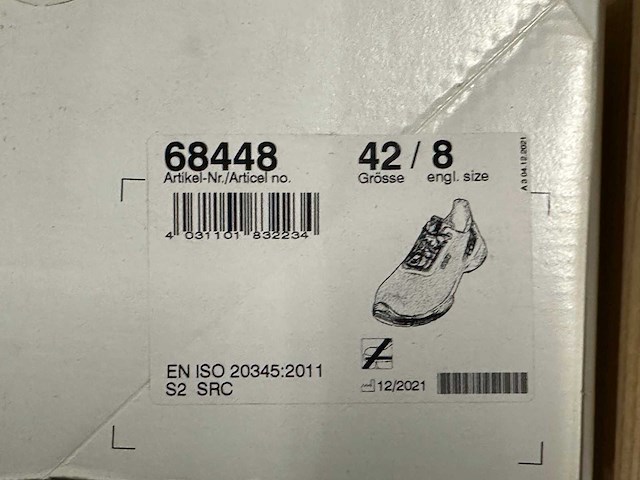 68448
Artikel-Nr./Articel no.
42 / 8
Grösse engl. size
4 031101 832234
A 3 04.12.2021
EN ISO 20345:2011
S2 SRC
12/2021